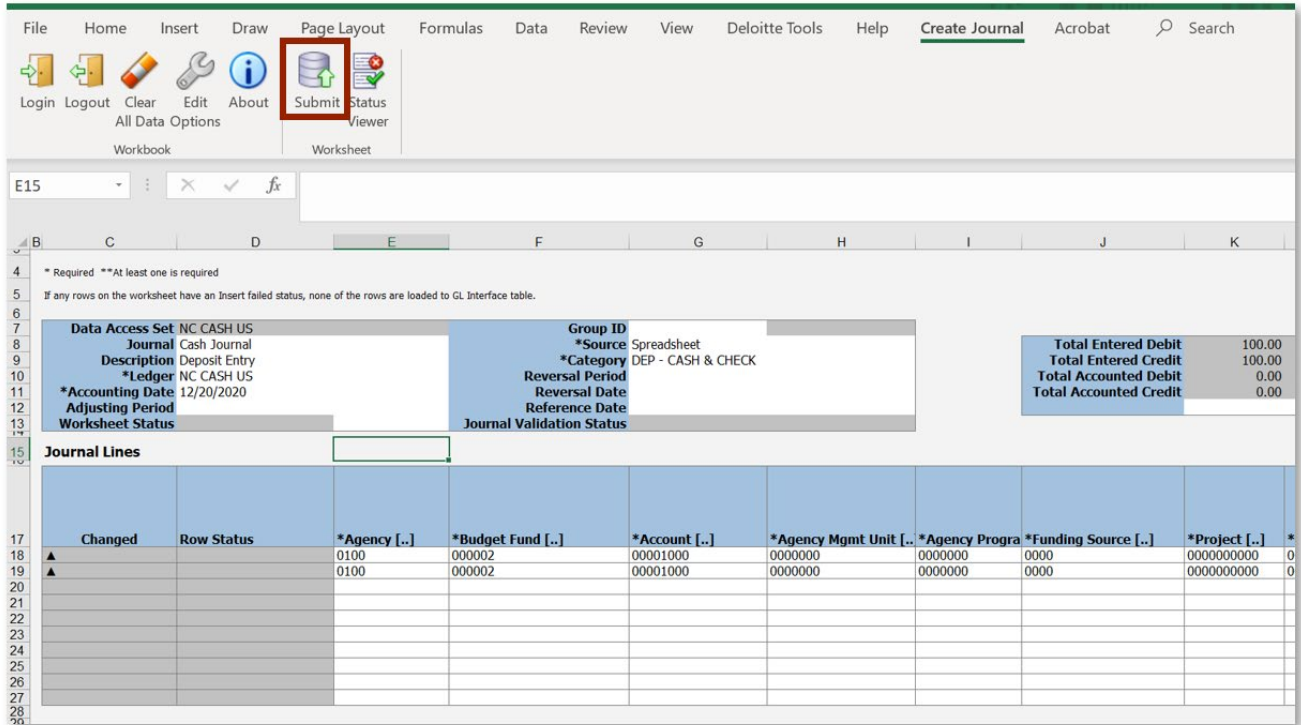 File Home Insert Draw Page Layout Formulas Data Review View Deloitte Tools Help Create Journal Acrobat Search
Login Logout Clear All Data Edit Options About Submit Status Viewer
Workbook Worksheet
E15 fx
B C D E F G H I J K
4 * Required **At least one is required
5 If any rows on the worksheet have an Insert failed status, none of the rows are loaded to GL Interface table.
6
7 Data Access Set NC CASH US Group ID
8 Journal Cash Journal *Source Spreadsheet Total Entered Debit 100.00
9 Description Deposit Entry *Category DEP - CASH & CHECK Total Entered Credit 100.00
10 *Ledger NC CASH US Reversal Period Total Accounted Debit 0.00
11 *Accounting Date 12/20/2020 Reversal Date Total Accounted Credit 0.00
12 Adjusting Period Reference Date
13 Worksheet Status Journal Validation Status
15 Journal Lines
17 Changed Row Status *Agency [..] *Budget Fund [..] *Account [..] *Agency Mgmt Unit [.. *Agency Progra *Funding Source [..] *Project [..] *
18 ▲ 0100 000002 00001000 0000000 0000000 0000 0000000000 0
19 ▲ 0100 000002 00001000 0000000 0000000 0000 0000000000 0
20
21
22
23
24
25
26
27
28